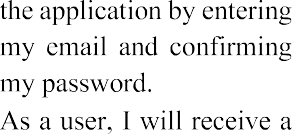 the application by entering
my email and confirming
my password.
As a user, I will receive a